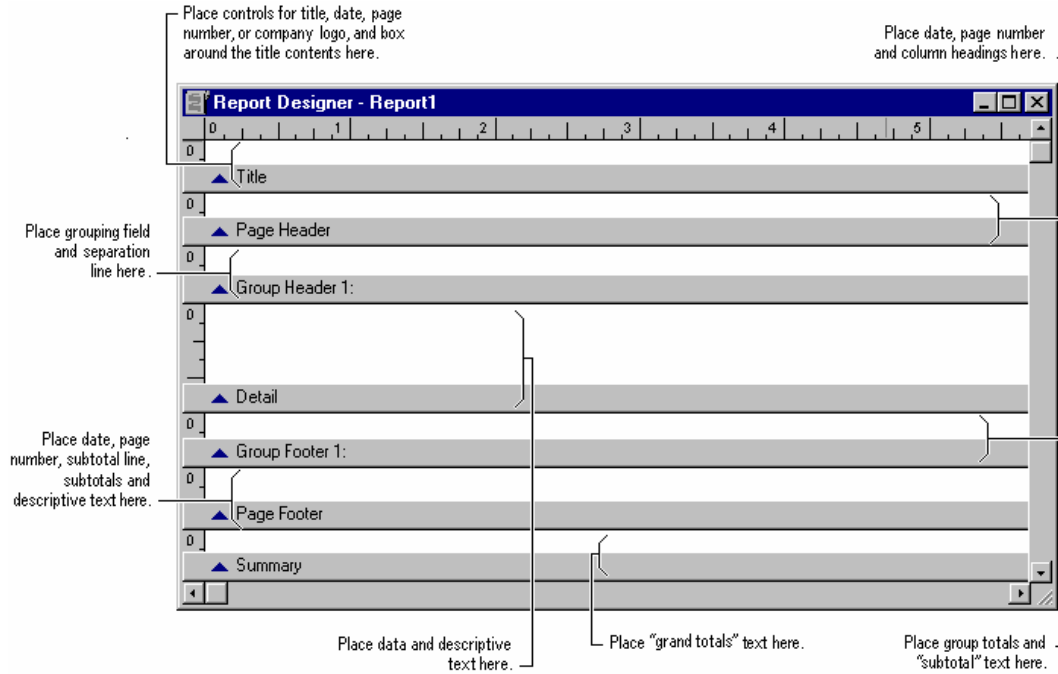 Place controls for title, date, page
number, or company logo, and box
around the title contents here.
Place date, page number
and column headings here.
Report Designer - Report1
0 1 2 3 4 5
0
Title
0
Page Header
Place grouping field
and separation
line here.
0
Group Header 1:
0
Detail
0
Group Footer 1:
Place date, page
number, subtotal line,
subtotals and
descriptive text here.
0
Page Footer
0
Summary
Place data and descriptive
text here.
Place "grand totals" text here.
Place group totals and
"subtotal" text here.